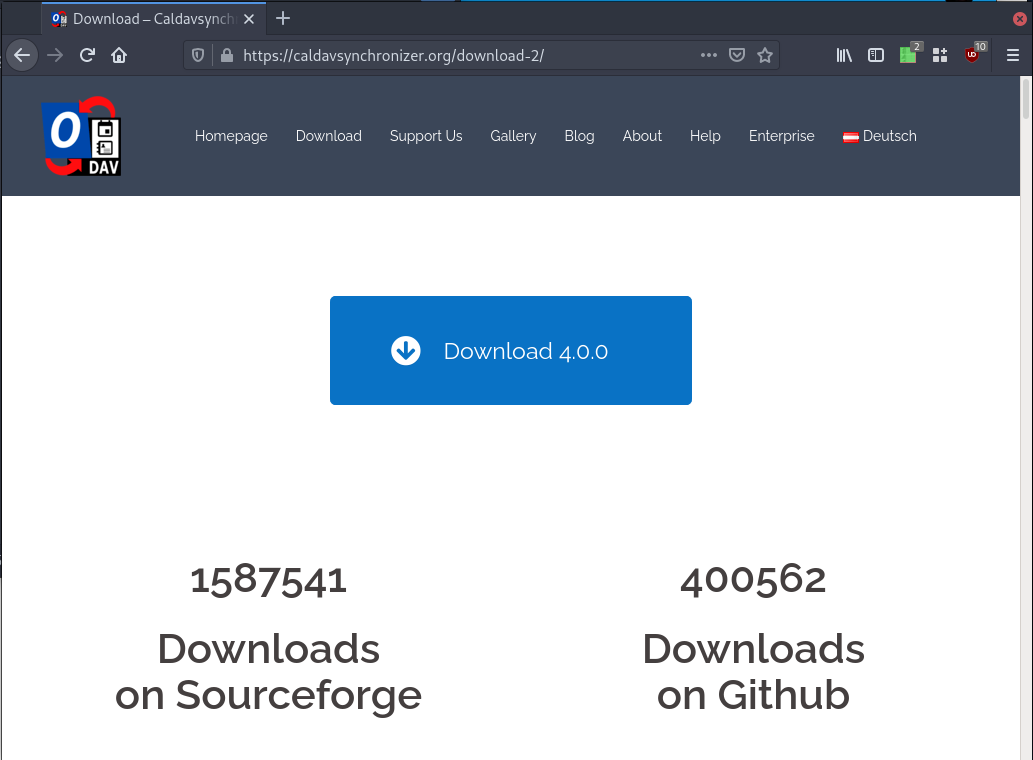 Download – Caldavsynchr
https://caldavsynchronizer.org/download-2/
2
10
O
DAV
Homepage Download Support Us Gallery Blog About Help Enterprise Deutsch
Download 4.0.0
1587541
Downloads
on Sourceforge
400562
Downloads
on Github